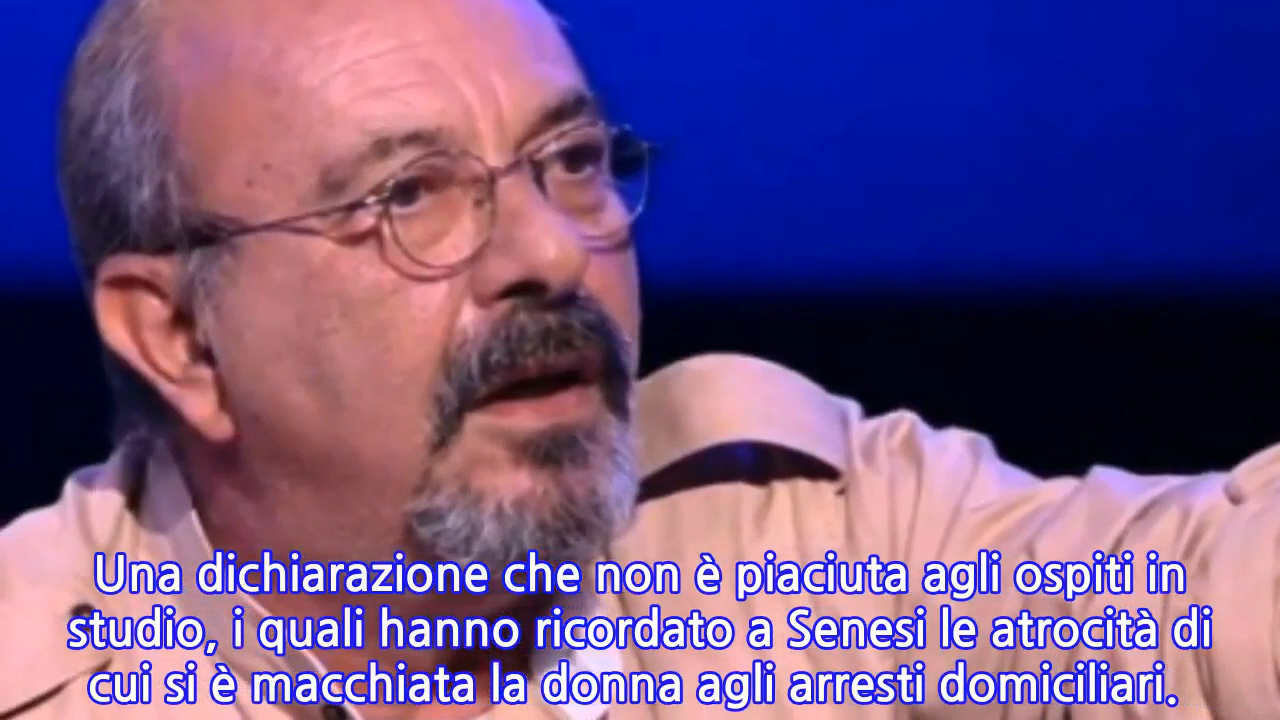 Una dichiarazione che non è piaciuta agli ospiti in
studio, i quali hanno ricordato a Senesi le atrocità di
cui si è macchiata la donna agli arresti domiciliari.